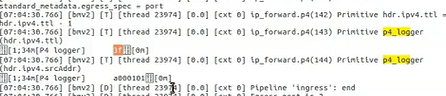 standard_metadata.egress_spec = port
[07:04:30.766] [bmv2] [T] [thread 23974] [0.0] [cxt 0] ip_forward.p4(142) Primitive hdr.ipv4.ttl =
hdr.ipv4.ttl - 1
[07:04:30.766] [bmv2] [T] [thread 23974] [0.0] [cxt 0] ip_forward.p4(143) Primitive p4_logger
(hdr.ipv4.ttl)
[1;34m[P4 logger] 3f[0m]
[07:04:30.766] [bmv2] [T] [thread 23974] [0.0] [cxt 0] ip_forward.p4(144) Primitive p4_logger
(hdr.ipv4.srcAddr)
[1;34m[P4 logger] a000101[0m]
[07:04:30.766] [bmv2] [D] [thread 23974] [0.0] [cxt 0] Pipeline 'ingress': end